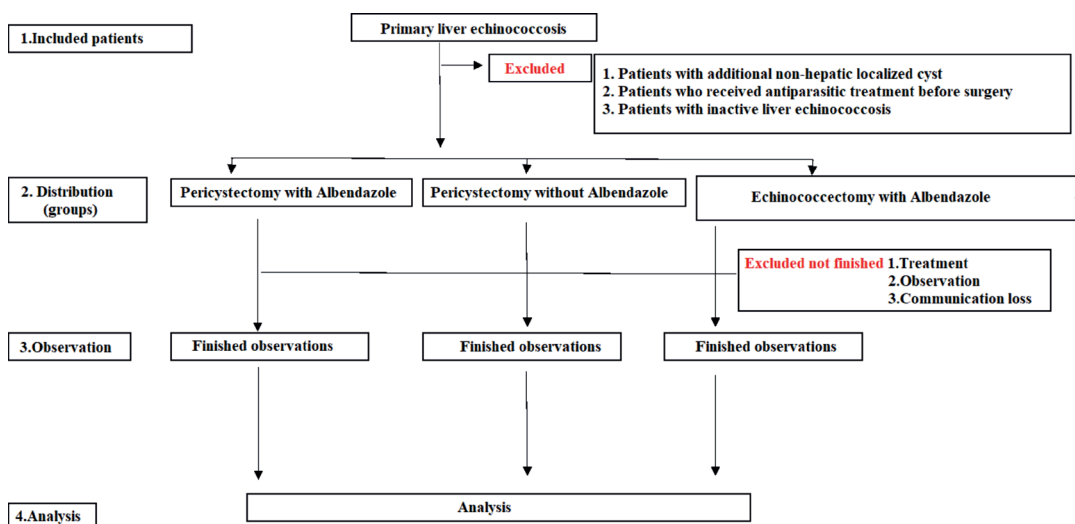 1.Included patients
Primary liver echinococcosis
Excluded
1. Patients with additional non-hepatic localized cyst
2. Patients who received antiparasitic treatment before surgery
3. Patients with inactive liver echinococcosis
2. Distribution
(groups)
Pericystectomy with Albendazole
Pericystectomy without Albendazole
Echinococcectomy with Albendazole
Excluded not finished 1.Treatment
2.Observation
3.Communication loss
3.Observation
Finished observations
Finished observations
Finished observations
4.Analysis
Analysis